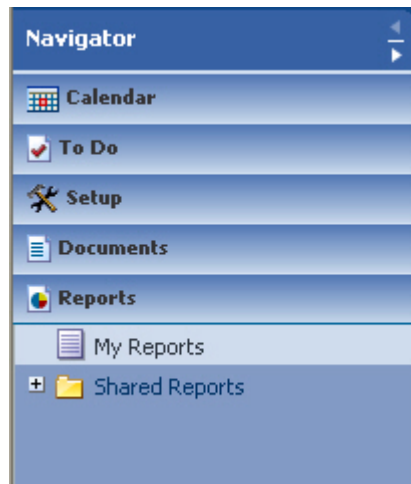 Navigator
Calendar
To Do
Setup
Documents
Reports
My Reports
Shared Reports